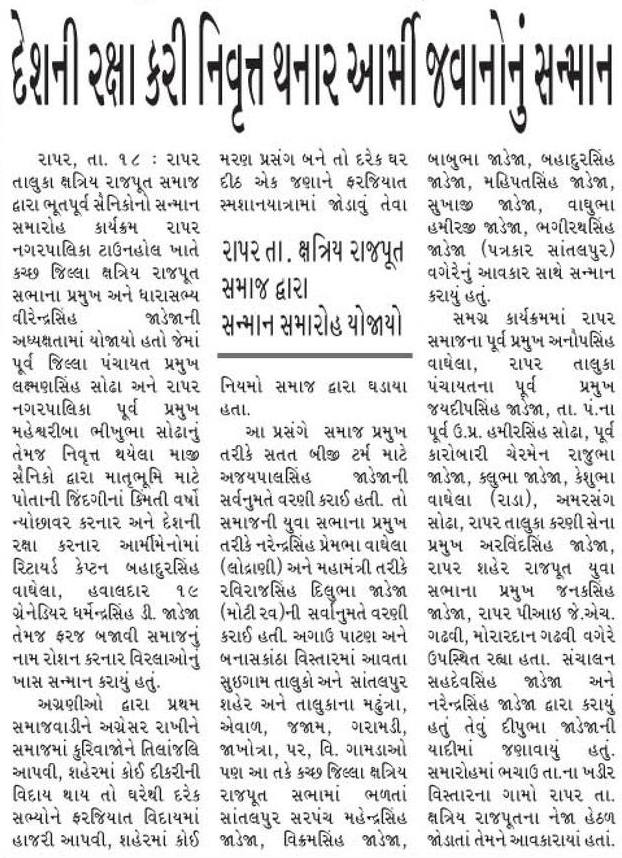 દેશની રક્ષા કરી નિવૃત્ત થનાર આર્મી જવાનોનું સન્માન
રાપર, તા. ૧૮ : રાપર
તાલુકા ક્ષત્રિય રાજપૂત સમાજ
દ્વારા ભૂતપૂર્વ સૈનિકોનો સન્માન
સમારોહ કાર્યક્રમ રાપર
નગરપાલિકા ટાઉનહોલ ખાતે
કચ્છ જિલ્લા ક્ષત્રિય રાજપૂત
સભાના પ્રમુખ અને ધારાસભ્ય
વીરેન્દ્રસિંહ જાડેજાની
અધ્યક્ષતામાં યોજાયો હતો જેમાં
પૂર્વ જિલ્લા પંચાયત પ્રમુખ
લક્ષ્મણસિંહ સોઢા અને રાપર
નગરપાલિકા પૂર્વ પ્રમુખ
મહેશ્વરીબા ભીખુભા સોઢાનું
તેમજ નિવૃત્ત થયેલા માજી
સૈનિકો દ્વારા માતૃભૂમિ માટે
પોતાની જિંદગીનાં કિંમતી વર્ષો
ન્યોછાવર કરનાર અને દેશની
રક્ષા કરનાર આર્મીમેનોમાં
રિટાયર્ડ કેપ્ટન બહાદુરસિંહ
વાઘેલા, હવાલદાર ૧૯
ગ્રેનેડિયર ધર્મેન્દ્રસિંહ ડી. જાડેજા
તેમજ ફરજ બજાવી સમાજનું
નામ રોશન કરનાર વિરલાઓનું
ખાસ સન્માન કરાયું હતું.
અગ્રણીઓ દ્વારા પ્રથમ
સમાજવાડીને અગ્રેસર રાખીને
સમાજમાં કુરિવાજોને તિલાંજલિ
આપવી, શહેરમાં કોઈ દીકરીની
વિદાય થાય તો ઘરેથી દરેક
સભ્યોને ફરજિયાત વિદાયમાં
હાજરી આપવી, શહેરમાં કોઈ
મરણ પ્રસંગ બને તો દરેક ઘર
દીઠ એક જણાને ફરજિયાત
સ્મશાનયાત્રામાં જોડાવું તેવા
રાપર તા. ક્ષત્રિય રાજપૂત
સમાજ દ્વારા
સન્માન સમારોહ યોજાયો
નિયમો સમાજ દ્વારા ઘડાયા
હતા.
આ પ્રસંગે સમાજ પ્રમુખ
તરીકે સતત બીજી ટર્મ માટે
અજયપાલસિંહ જાડેજાની
સર્વનુમતે વરણી કરાઈ હતી. તો
સમાજની યુવા સભાના પ્રમુખ
તરીકે નરેન્દ્રસિંહ પ્રેમભા વાઘેલા
(લોદ્રાણી) અને મહામંત્રી તરીકે
રવિરાજસિંહ દિલુભા જાડેજા
(મોટી રવ)ની સર્વાનુમતે વરણી
કરાઈ હતી. અગાઉ પાટણ અને
બનાસકાંઠા વિસ્તારમાં આવતા
સુઇગામ તાલુકો અને સાંતલપુર
શહેર અને તાલુકાના મઢુંત્રા,
એવાળ, જજામ, ગરામડી,
જાખોત્રા, પર, વિ. ગામડાઓ
પણ આ તકે કચ્છ જિલ્લા ક્ષત્રિય
રાજપૂત સભામાં ભળતાં
સાંતલપુર સરપંચ મહેન્દ્રસિંહ
જાડેજા, વિક્રમસિંહ જાડેજા,
બાબુભા જાડેજા, બહાદુરસિંહ
જાડેજા, મહિપતસિંહ જાડેજા,
સુખાજી જાડેજા, વાઘુભા
હમીરજી જાડેજા, ભગીરથસિંહ
જાડેજા (પત્રકાર સાંતલપુર)
વગેરેનું આવકાર સાથે સન્માન
કરાયું હતું.
સમગ્ર કાર્યક્રમમાં રાપર
સમાજના પૂર્વ પ્રમુખ અનોપસિંહ
વાઘેલા, રાપર તાલુકા
પંચાયતના પૂર્વ પ્રમુખ
જયદીપસિંહ જાડેજા, તા. પં.ના
પૂર્વ ઉ.પ્ર. હમીરસિંહ સોઢા, પૂર્વ
કારોબારી ચેરમેન રાજુભા
જાડેજા, કલુભા જાડેજા, કેશુભા
વાઘેલા (રાડા), અમરસંગ
સોઢા, રાપર તાલુકા કરણી સેના
પ્રમુખ અરવિંદસિંહ જાડેજા,
રાપર શહેર રાજપૂત યુવા
સભાના પ્રમુખ જનકસિંહ
જાડેજા, રાપર પીઆઇ જે.એચ.
ગઢવી, મોરારદાન ગઢવી વગેરે
ઉપસ્થિત રહ્યા હતા. સંચાલન
સહદેવસિંહ જાડેજા અને
નરેન્દ્રસિંહ જાડેજા દ્વારા કરાયું
હતું તેવું દીપુભા જાડેજાની
યાદીમાં જણાવાયું હતું.
સમારોહમાં ભચાઉ તા.ના ખડીર
વિસ્તારના ગામો રાપર તા.
ક્ષત્રિય રાજપૂતના નેજા હેઠળ
જોડાતાં તેમને આવકારાયાં હતાં.